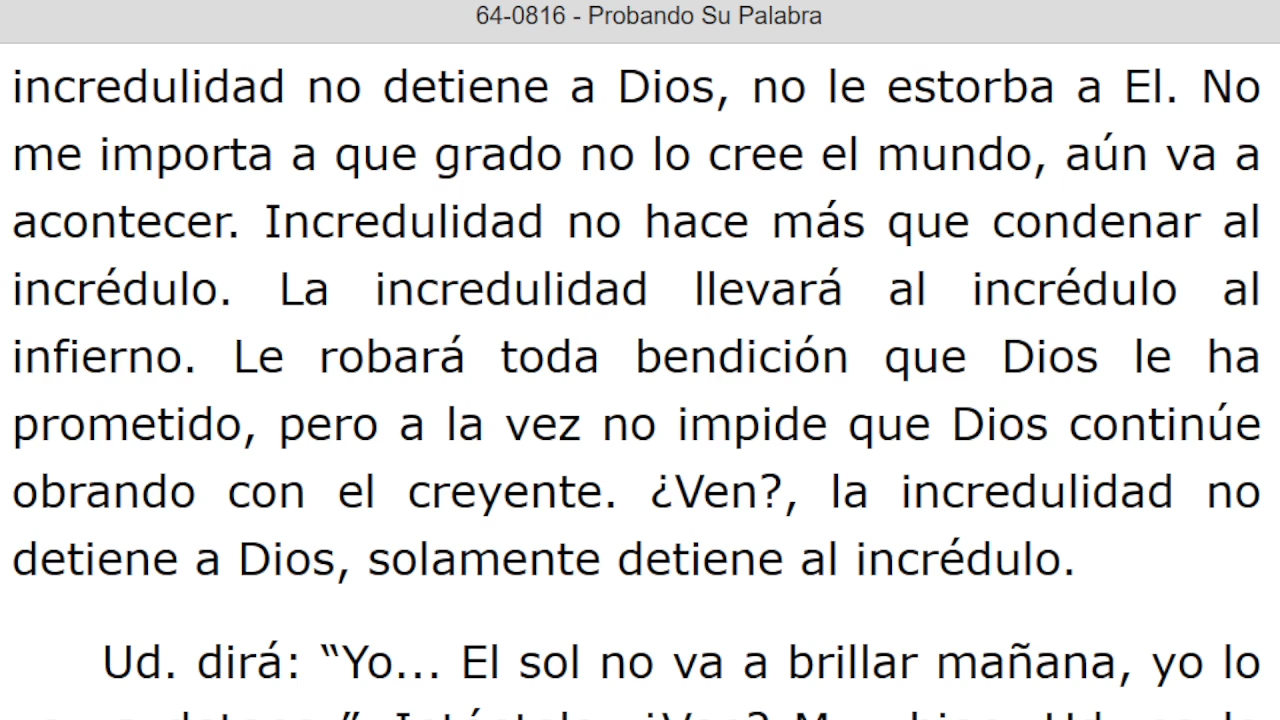 64-0816 - Probando Su Palabra
incredulidad no detiene a Dios, no le estorba a El. No
me importa a que grado no lo cree el mundo, aún va a
acontecer. Incredulidad no hace más que condenar al
incrédulo. La incredulidad llevará al incrédulo al
infierno. Le robará toda bendición que Dios le ha
prometido, pero a la vez no impide que Dios continúe
obrando con el creyente. ¿Ven?, la incredulidad no
detiene a Dios, solamente detiene al incrédulo.
Ud. dirá: “Yo... El sol no va a brillar mañana, yo lo